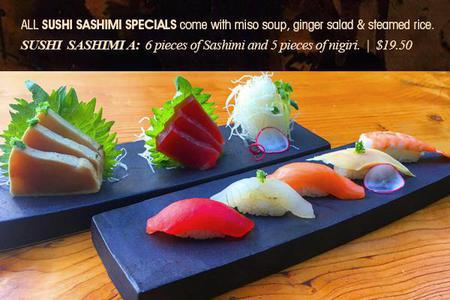 ALL SUSHI SASHIMI SPECIALS come with miso soup, ginger salad & steamed rice.
SUSHI SASHIMI A: 6 pieces of Sashimi and 5 pieces of nigiri. | $19.50